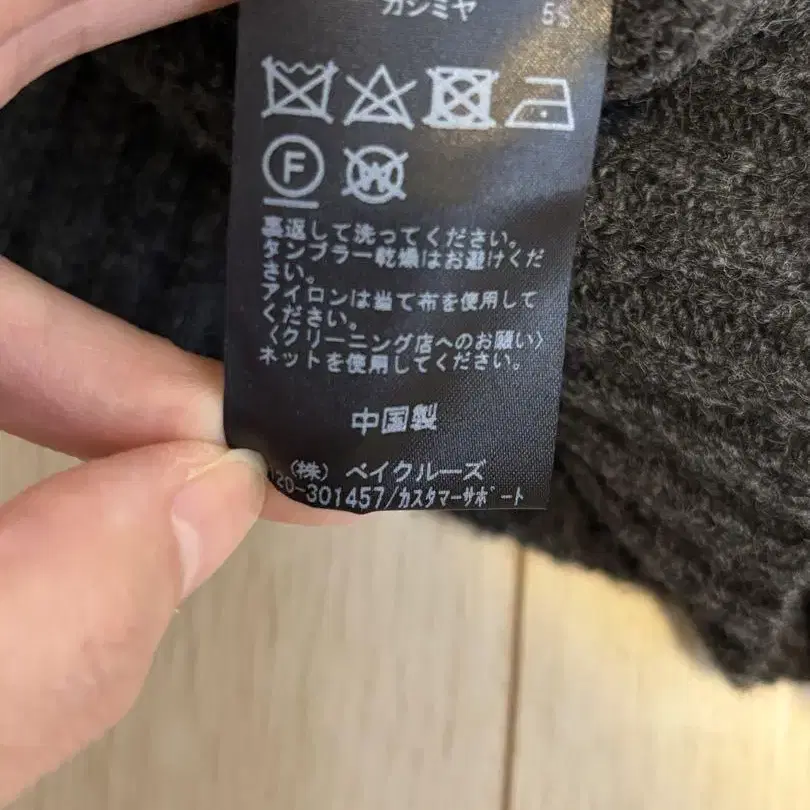 カシミヤ 5%
F
W
裏返して洗ってください。
タンブラー乾燥はお避けくだ
さい。
アイロンは当て布を使用して
ください。
〈クリーニング店へのお願い〉
ネットを使用してください。
中国製
(株) ベイクルーズ
20-301457/カスタマーサポート